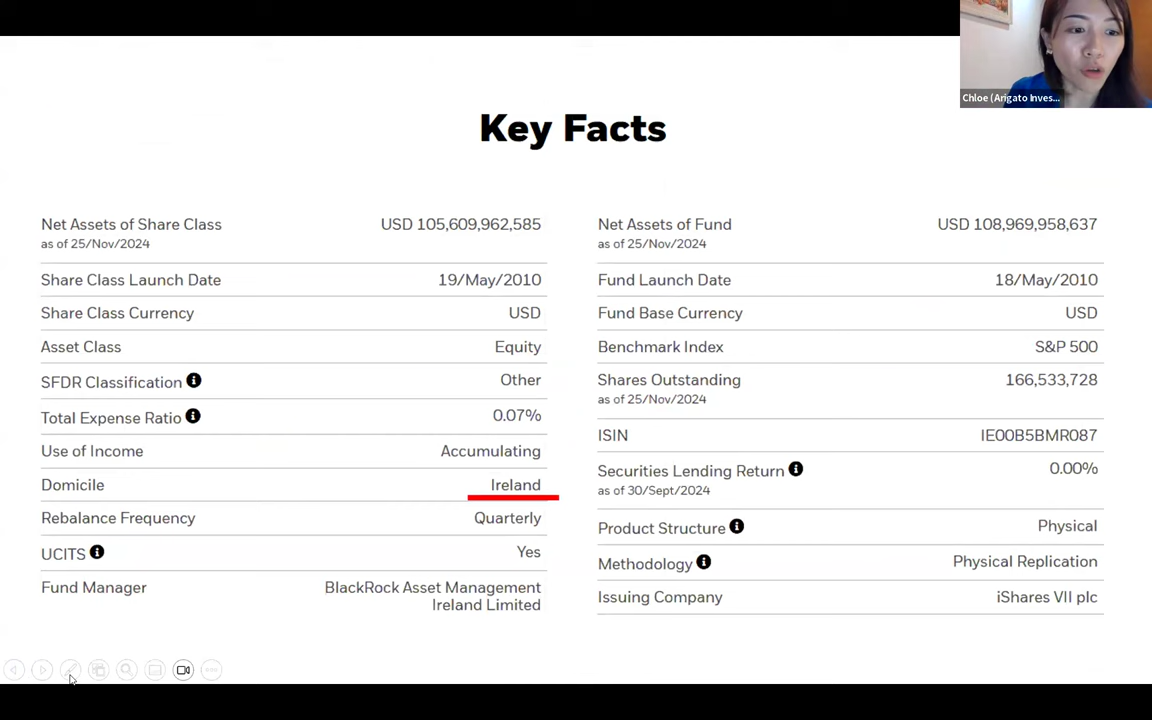 Chloe (Arigato Inves...
Key Facts
Net Assets of Share Class USD 105,609,962,585
as of 25/Nov/2024
Share Class Launch Date 19/May/2010
Share Class Currency USD
Asset Class Equity
SFDR Classification Other
Total Expense Ratio 0.07%
Use of Income Accumulating
Domicile Ireland
Rebalance Frequency Quarterly
UCITS Yes
Fund Manager BlackRock Asset Management
Ireland Limited
Net Assets of Fund USD 108,969,958,637
as of 25/Nov/2024
Fund Launch Date 18/May/2010
Fund Base Currency USD
Benchmark Index S&P 500
Shares Outstanding 166,533,728
as of 25/Nov/2024
ISIN IE00B5BMR087
Securities Lending Return 0.00%
as of 30/Sept/2024
Product Structure Physical
Methodology Physical Replication
Issuing Company iShares VII plc